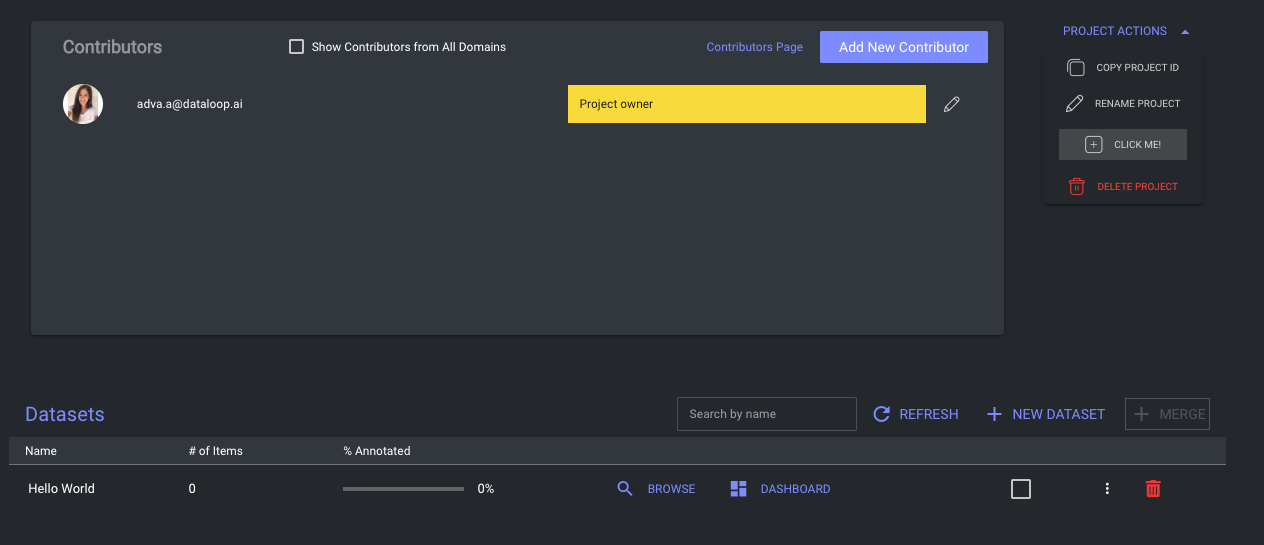 Contributors
Show Contributors from All Domains
Contributors Page
Add New Contributor
PROJECT ACTIONS
COPY PROJECT ID
adva.a@dataloop.ai
Project owner
RENAME PROJECT
CLICK ME!
DELETE PROJECT
Datasets
Search by name
REFRESH
NEW DATASET
MERGE
Name # of Items % Annotated
Hello World 0 0% BROWSE DASHBOARD